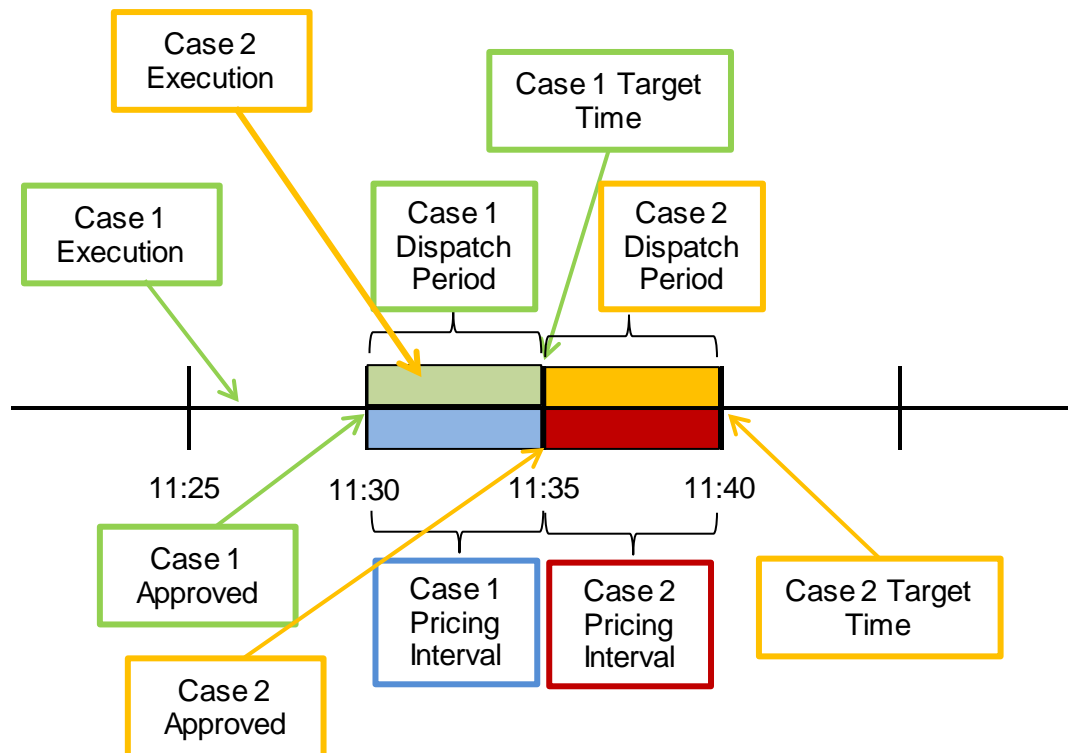 Case 2
Execution
Case 1 Target
Time
Case 1
Execution
Case 1
Dispatch
Period
Case 2
Dispatch
Period
11:25
11:30
11:35
11:40
Case 1
Approved
Case 1
Pricing
Interval
Case 2
Pricing
Interval
Case 2 Target
Time
Case 2
Approved